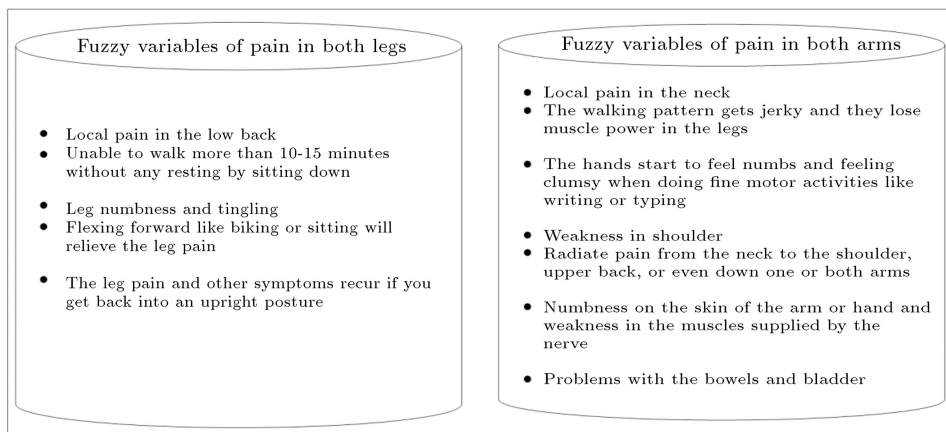 Fuzzy variables of pain in both legs
• Local pain in the low back
• Unable to walk more than 10-15 minutes
without any resting by sitting down
• Leg numbness and tingling
• Flexing forward like biking or sitting will
relieve the leg pain
• The leg pain and other symptoms recur if you
get back into an upright posture
Fuzzy variables of pain in both arms
• Local pain in the neck
• The walking pattern gets jerky and they lose
muscle power in the legs
• The hands start to feel numbs and feeling
clumsy when doing fine motor activities like
writing or typing
• Weakness in shoulder
• Radiate pain from the neck to the shoulder,
upper back, or even down one or both arms
• Numbness on the skin of the arm or hand and
weakness in the muscles supplied by the
nerve
• Problems with the bowels and bladder